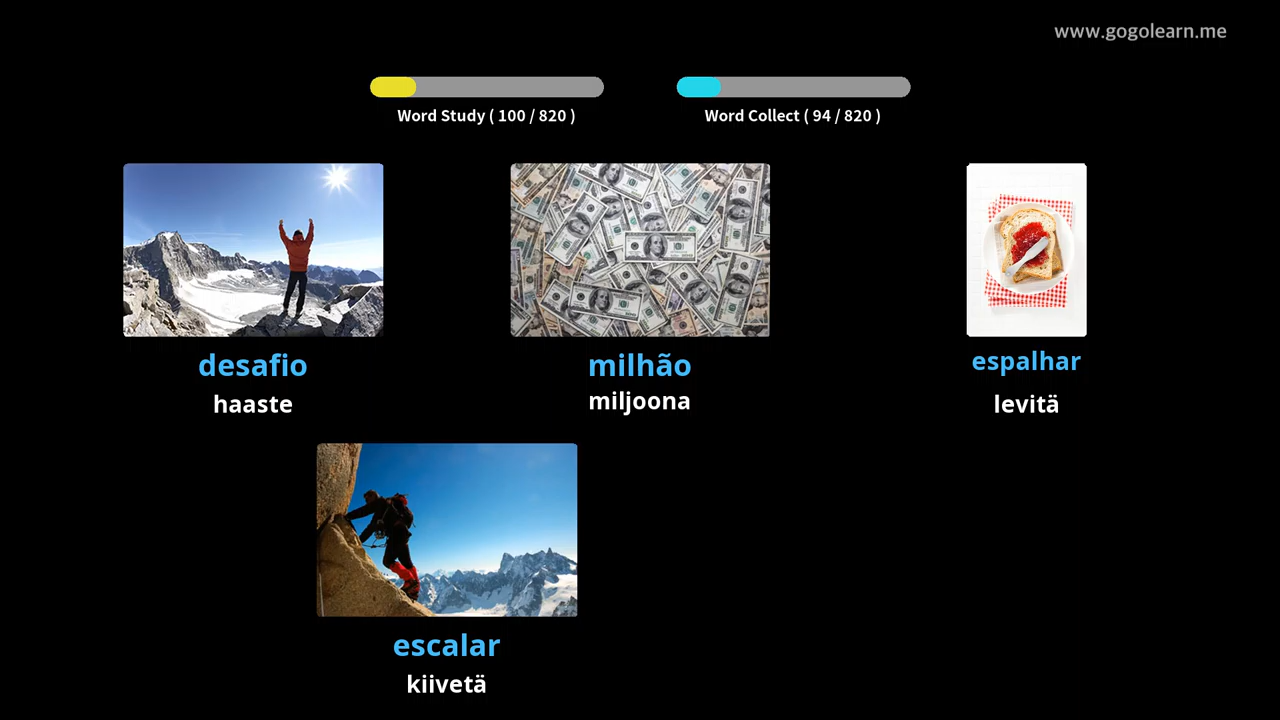 www.gogolearn.me
Word Study ( 100 / 820 )
Word Collect ( 94 / 820 )
desafio
haaste
milhão
miljoona
espalhar
levitä
escalar
kiivetä